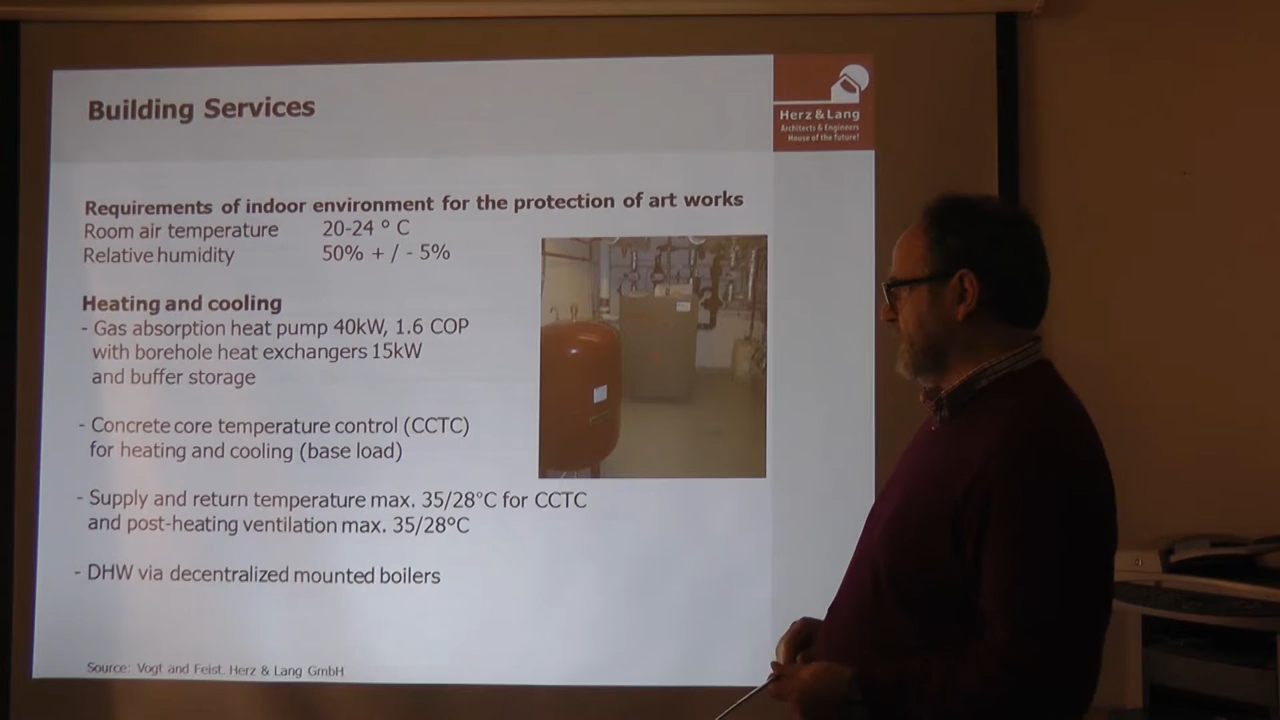 Building Services
Herz & Lang
Architects & Engineers
House of the future!
Requirements of indoor environment for the protection of art works
Room air temperature 20-24 ° C
Relative humidity 50% + / - 5%
Heating and cooling
- Gas absorption heat pump 40kW, 1.6 COP
with borehole heat exchangers 15kW
and buffer storage
- Concrete core temperature control (CCTC)
for heating and cooling (base load)
- Supply and return temperature max. 35/28°C for CCTC
and post-heating ventilation max. 35/28°C
- DHW via decentralized mounted boilers
Source: Vogt and Feist, Herz & Lang GmbH